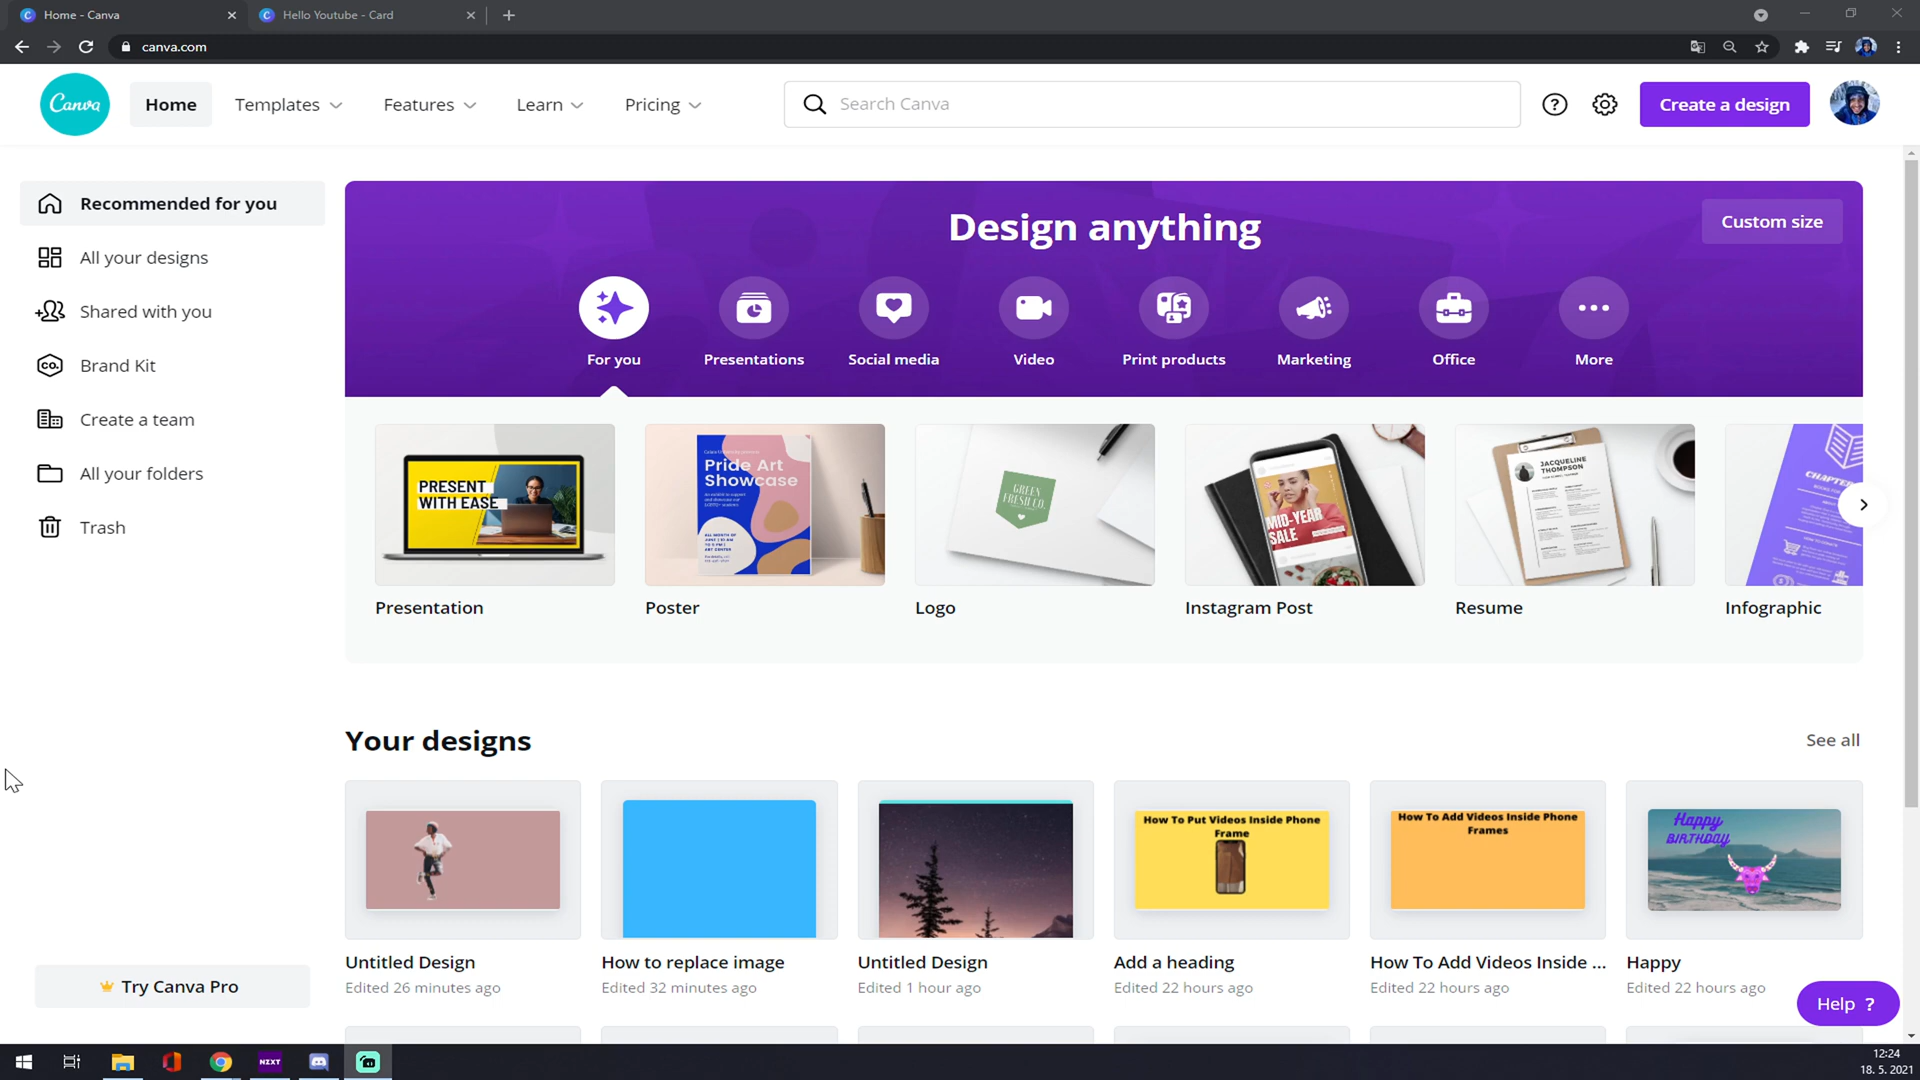 Home - Canva
Hello Youtube - Card
canva.com
Canva
Home
Templates
Features
Learn
Pricing
Search Canva
Create a design
Recommended for you
All your designs
Shared with you
CO.
Brand Kit
Create a team
All your folders
Trash
Try Canva Pro
Design anything
Custom size
For you
Presentations
Social media
Video
Print products
Marketing
Office
More
PRESENT
WITH EASE
Pride Art
Showcase
GREEN
FRESH CO.
MID-YEAR
SALE
JACQUELINE
THOMPSON
CHAPTER
Presentation
Poster
Logo
Instagram Post
Resume
Infographic
Your designs
See all
How To Put Videos Inside Phone
Frame
How To Add Videos Inside Phone
Frames
Happy
BIRTHDAY
Untitled Design
How to replace image
Untitled Design
Add a heading
How To Add Videos Inside ...
Happy
Edited 26 minutes ago
Edited 32 minutes ago
Edited 1 hour ago
Edited 22 hours ago
Edited 22 hours ago
Edited 22 hours ago
Help ?
NZXT
12:24
18. 5. 2021